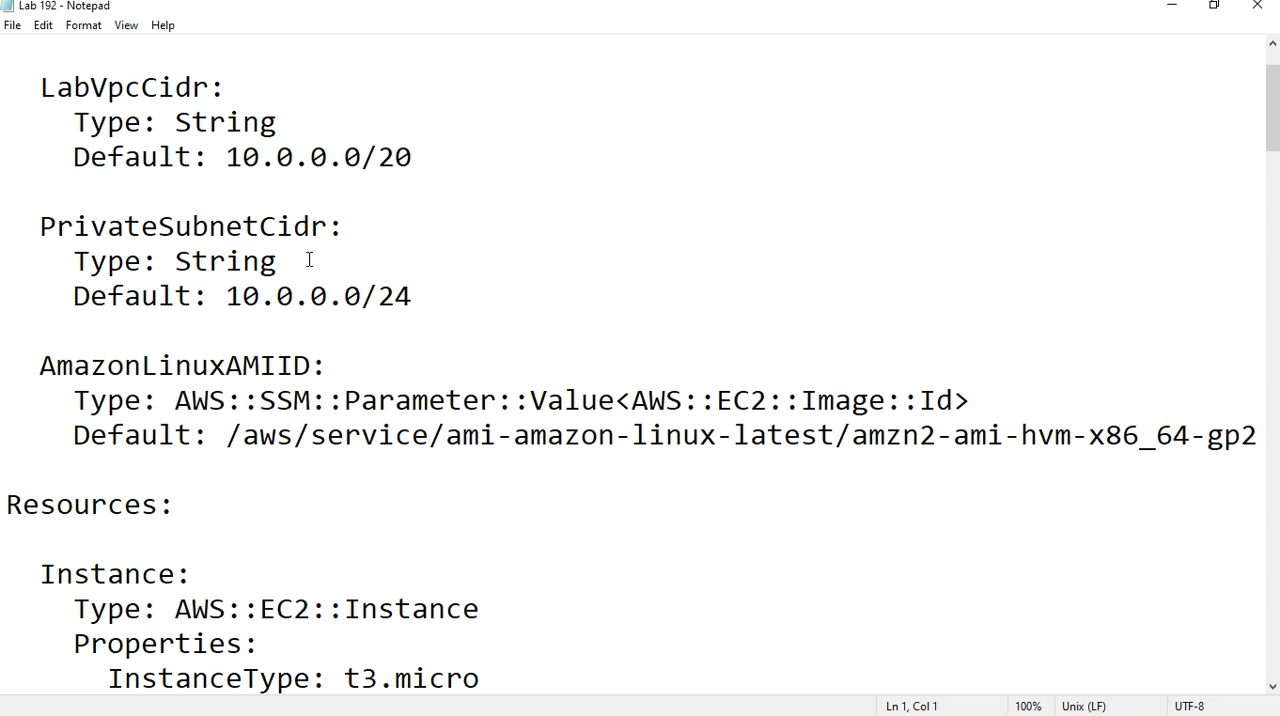 Lab 192 - Notepad
File Edit Format View Help
LabVpcCidr:
Type: String
Default: 10.0.0.0/20
PrivateSubnetCidr:
Type: String
Default: 10.0.0.0/24
AmazonLinuxAMIID:
Type: AWS::SSM::Parameter::Value<AWS::EC2::Image::Id>
Default: /aws/service/ami-amazon-linux-latest/amzn2-ami-hvm-x86_64-gp2
Resources:
Instance:
Type: AWS::EC2::Instance
Properties:
InstanceType: t3.micro
Ln 1, Col 1 100% Unix (LF) UTF-8